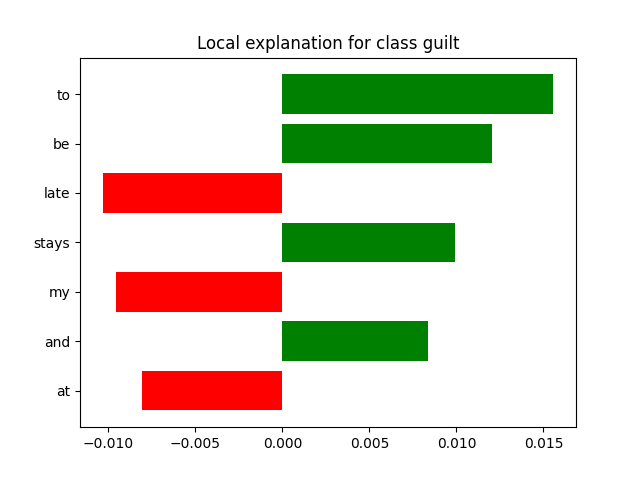 Local explanation for class guilt
to
be
late
stays
my
and
at
−0.010 −0.005 0.000 0.005 0.010 0.015